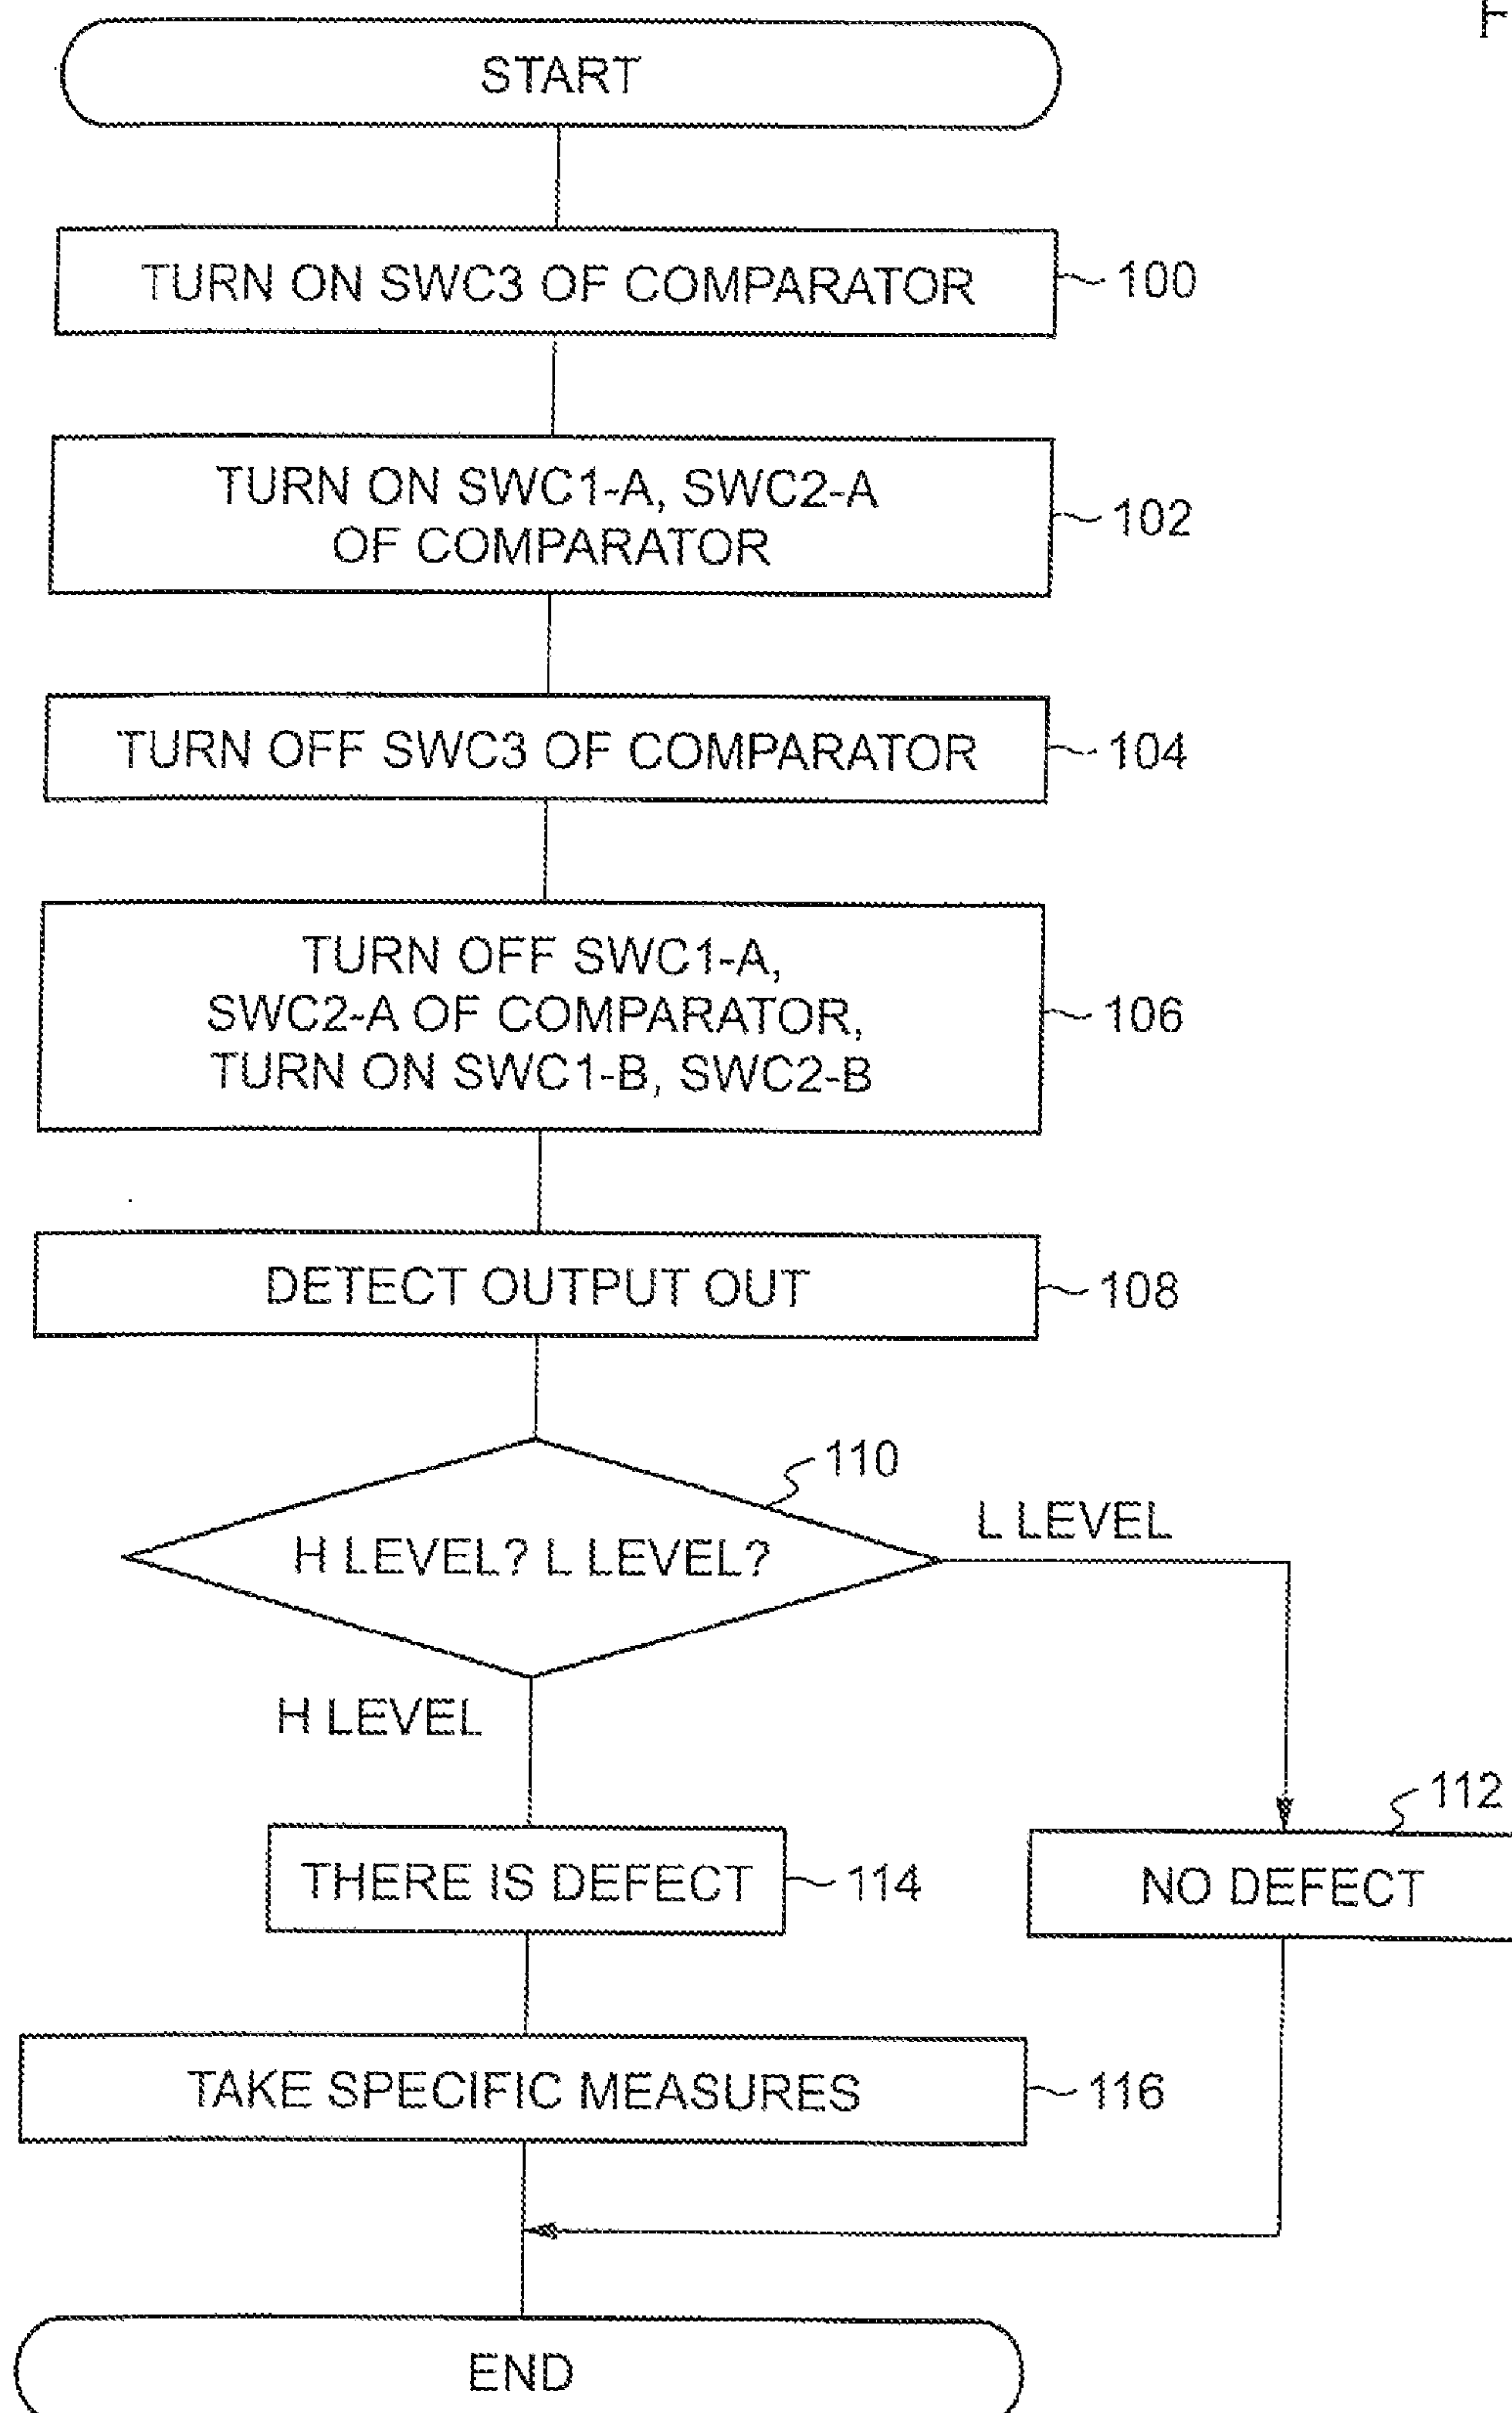 START
TURN ON SWC3 OF COMPARATOR
100
TURN ON SWC1-A, SWC2-A
OF COMPARATOR
102
TURN OFF SWC3 OF COMPARATOR
104
TURN OFF SWC1-A,
SWC2-A OF COMPARATOR,
TURN ON SWC1-B, SWC2-B
106
DETECT OUTPUT OUT
108
110
H LEVEL? L LEVEL?
L LEVEL
H LEVEL
112
THERE IS DEFECT
114
NO DEFECT
TAKE SPECIFIC MEASURES
116
END